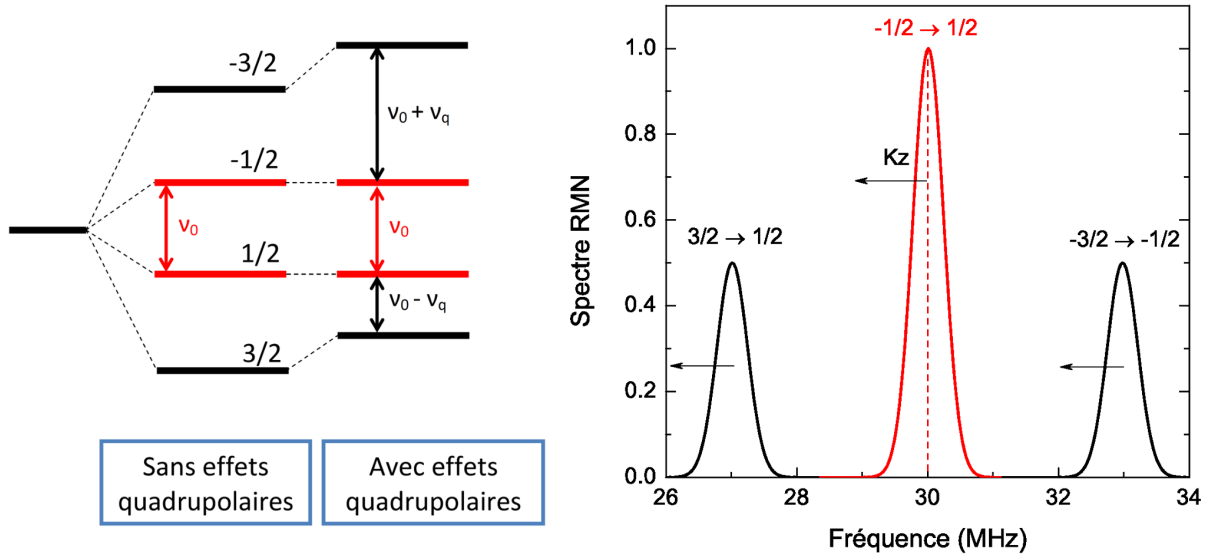 -3/2
-1/2
1/2
3/2
ν₀
ν₀ + ν_q
ν₀
ν₀ - ν_q
Sans effets
quadrupolaires
Avec effets
quadrupolaires
-1/2 → 1/2
Kz
3/2 → 1/2
-3/2 → -1/2
Spectre RMN
1.0
0.8
0.6
0.4
0.2
0.0
26
28
30
32
34
Fréquence (MHz)